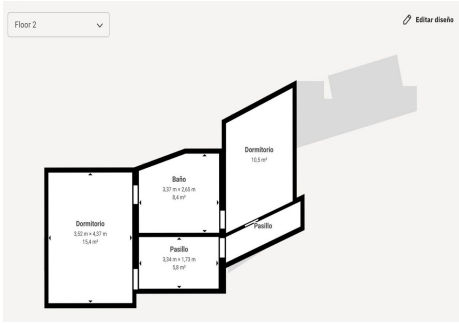 Floor 2
Editar diseño
Dormitorio
10,5 m²
Baño
3,37 m × 2,65 m
8,4 m²
Dormitorio
3,52 m × 4,37 m
15,4 m²
Pasillo
Pasillo
3,34 m × 1,73 m
5,8 m²